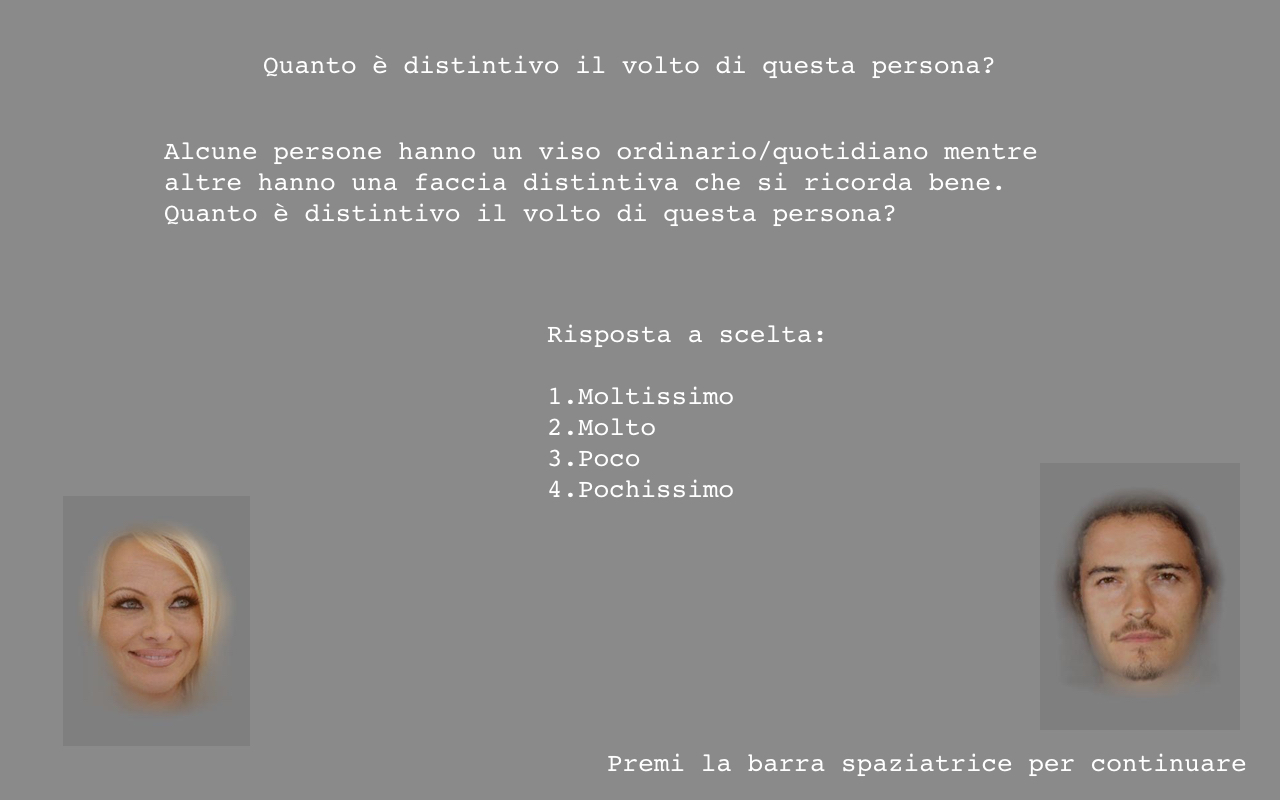 Quanto è distintivo il volto di questa persona?
Alcune persone hanno un viso ordinario/quotidiano mentre
altre hanno una faccia distintiva che si ricorda bene.
Quanto è distintivo il volto di questa persona?
Risposta a scelta:
1.Moltissimo
2.Molto
3.Poco
4.Pochissimo
Premi la barra spaziatrice per continuare